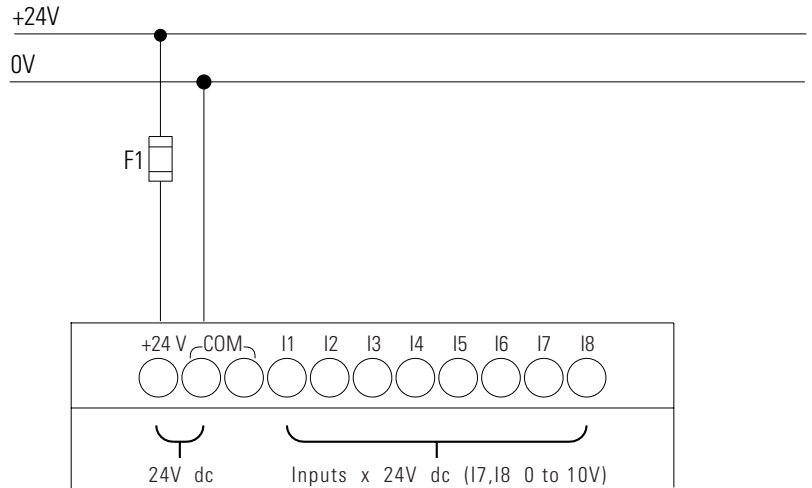 +24V
0V
F1
+24 V COM I1 I2 I3 I4 I5 I6 I7 I8
24V dc Inputs x 24V dc (I7,I8 0 to 10V)